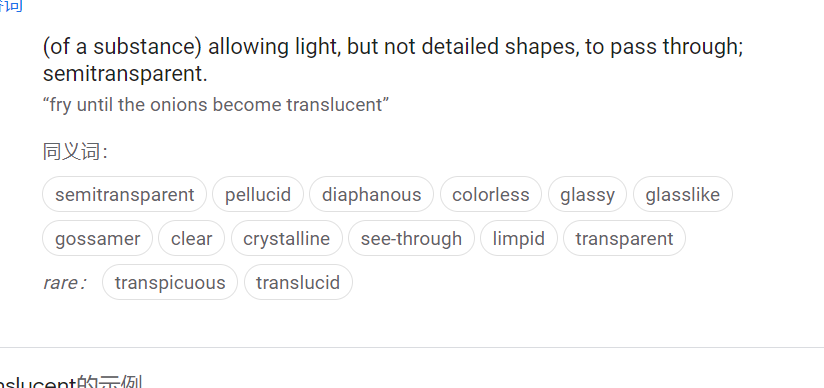 (of a substance) allowing light, but not detailed shapes, to pass through;
semitransparent.
“fry until the onions become translucent”
同义词：
semitransparent pellucid diaphanous colorless glassy glasslike
gossamer clear crystalline see-through limpid transparent
rare： transpicuous translucid
nslucent的示例